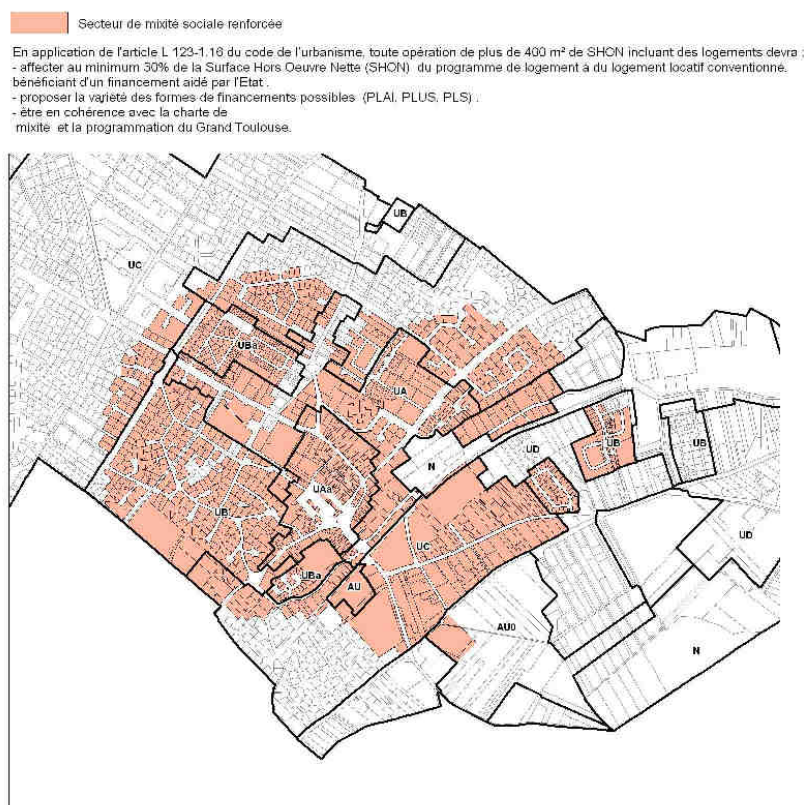 Secteur de mixité sociale renforcée
En application de l'article L 123-1.16 du code de l'urbanisme, toute opération de plus de 400 m² de SHON incluant des logements devra :
- affecter au minimum 30% de la Surface Hors Oeuvre Nette (SHON) du programme de logement à du logement locatif conventionné,
bénéficiant d'un financement aidé par l'Etat .
- proposer la variété des formes de financements possibles (PLAI, PLUS, PLS) .
- être en cohérence avec la charte de
mixité et la programmation du Grand Toulouse.
UB
UC
UBa
UA
UB
UB
N
UD
UAa
UB
UD
UC
UBa
AU
AU0
N